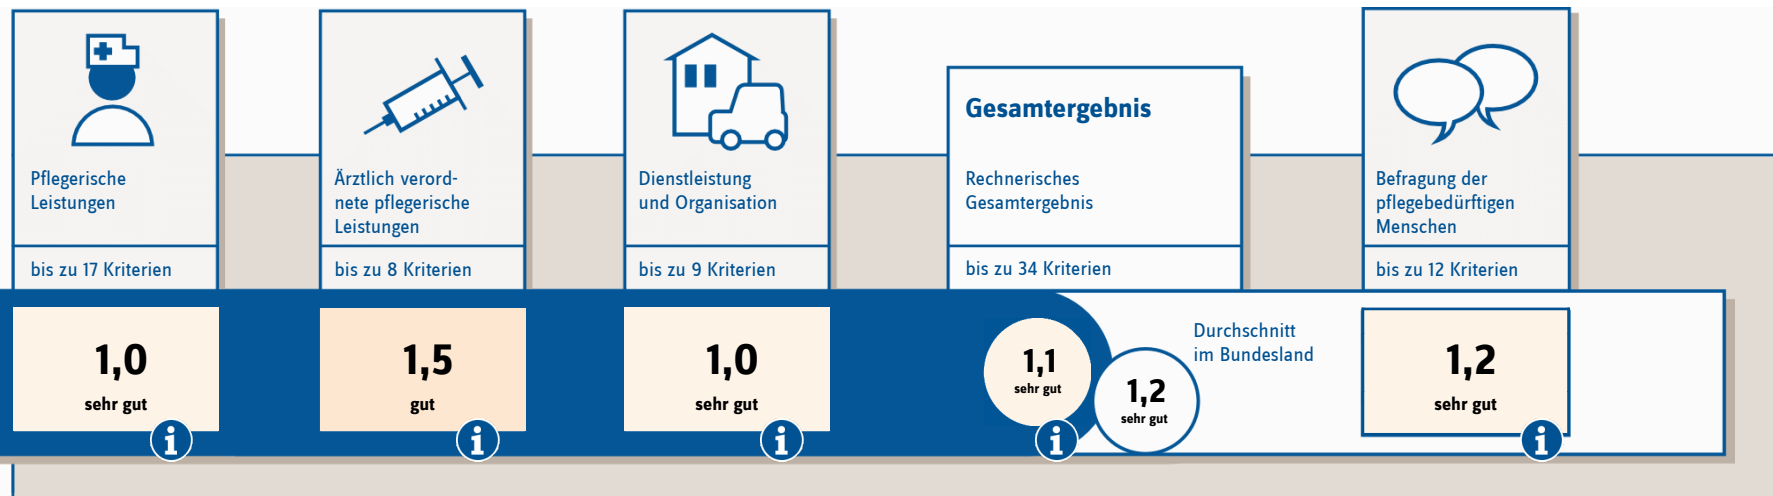 Pflegerische
Leistungen
bis zu 17 Kriterien
1,0
sehr gut
i
Ärztlich verord-
nete pflegerische
Leistungen
bis zu 8 Kriterien
1,5
gut
i
Dienstleistung
und Organisation
bis zu 9 Kriterien
1,0
sehr gut
i
Gesamtergebnis
Rechnerisches
Gesamtergebnis
bis zu 34 Kriterien
1,1
sehr gut
i
1,2
sehr gut
Durchschnitt
im Bundesland
Befragung der
pflegebedürftigen
Menschen
bis zu 12 Kriterien
1,2
sehr gut
i